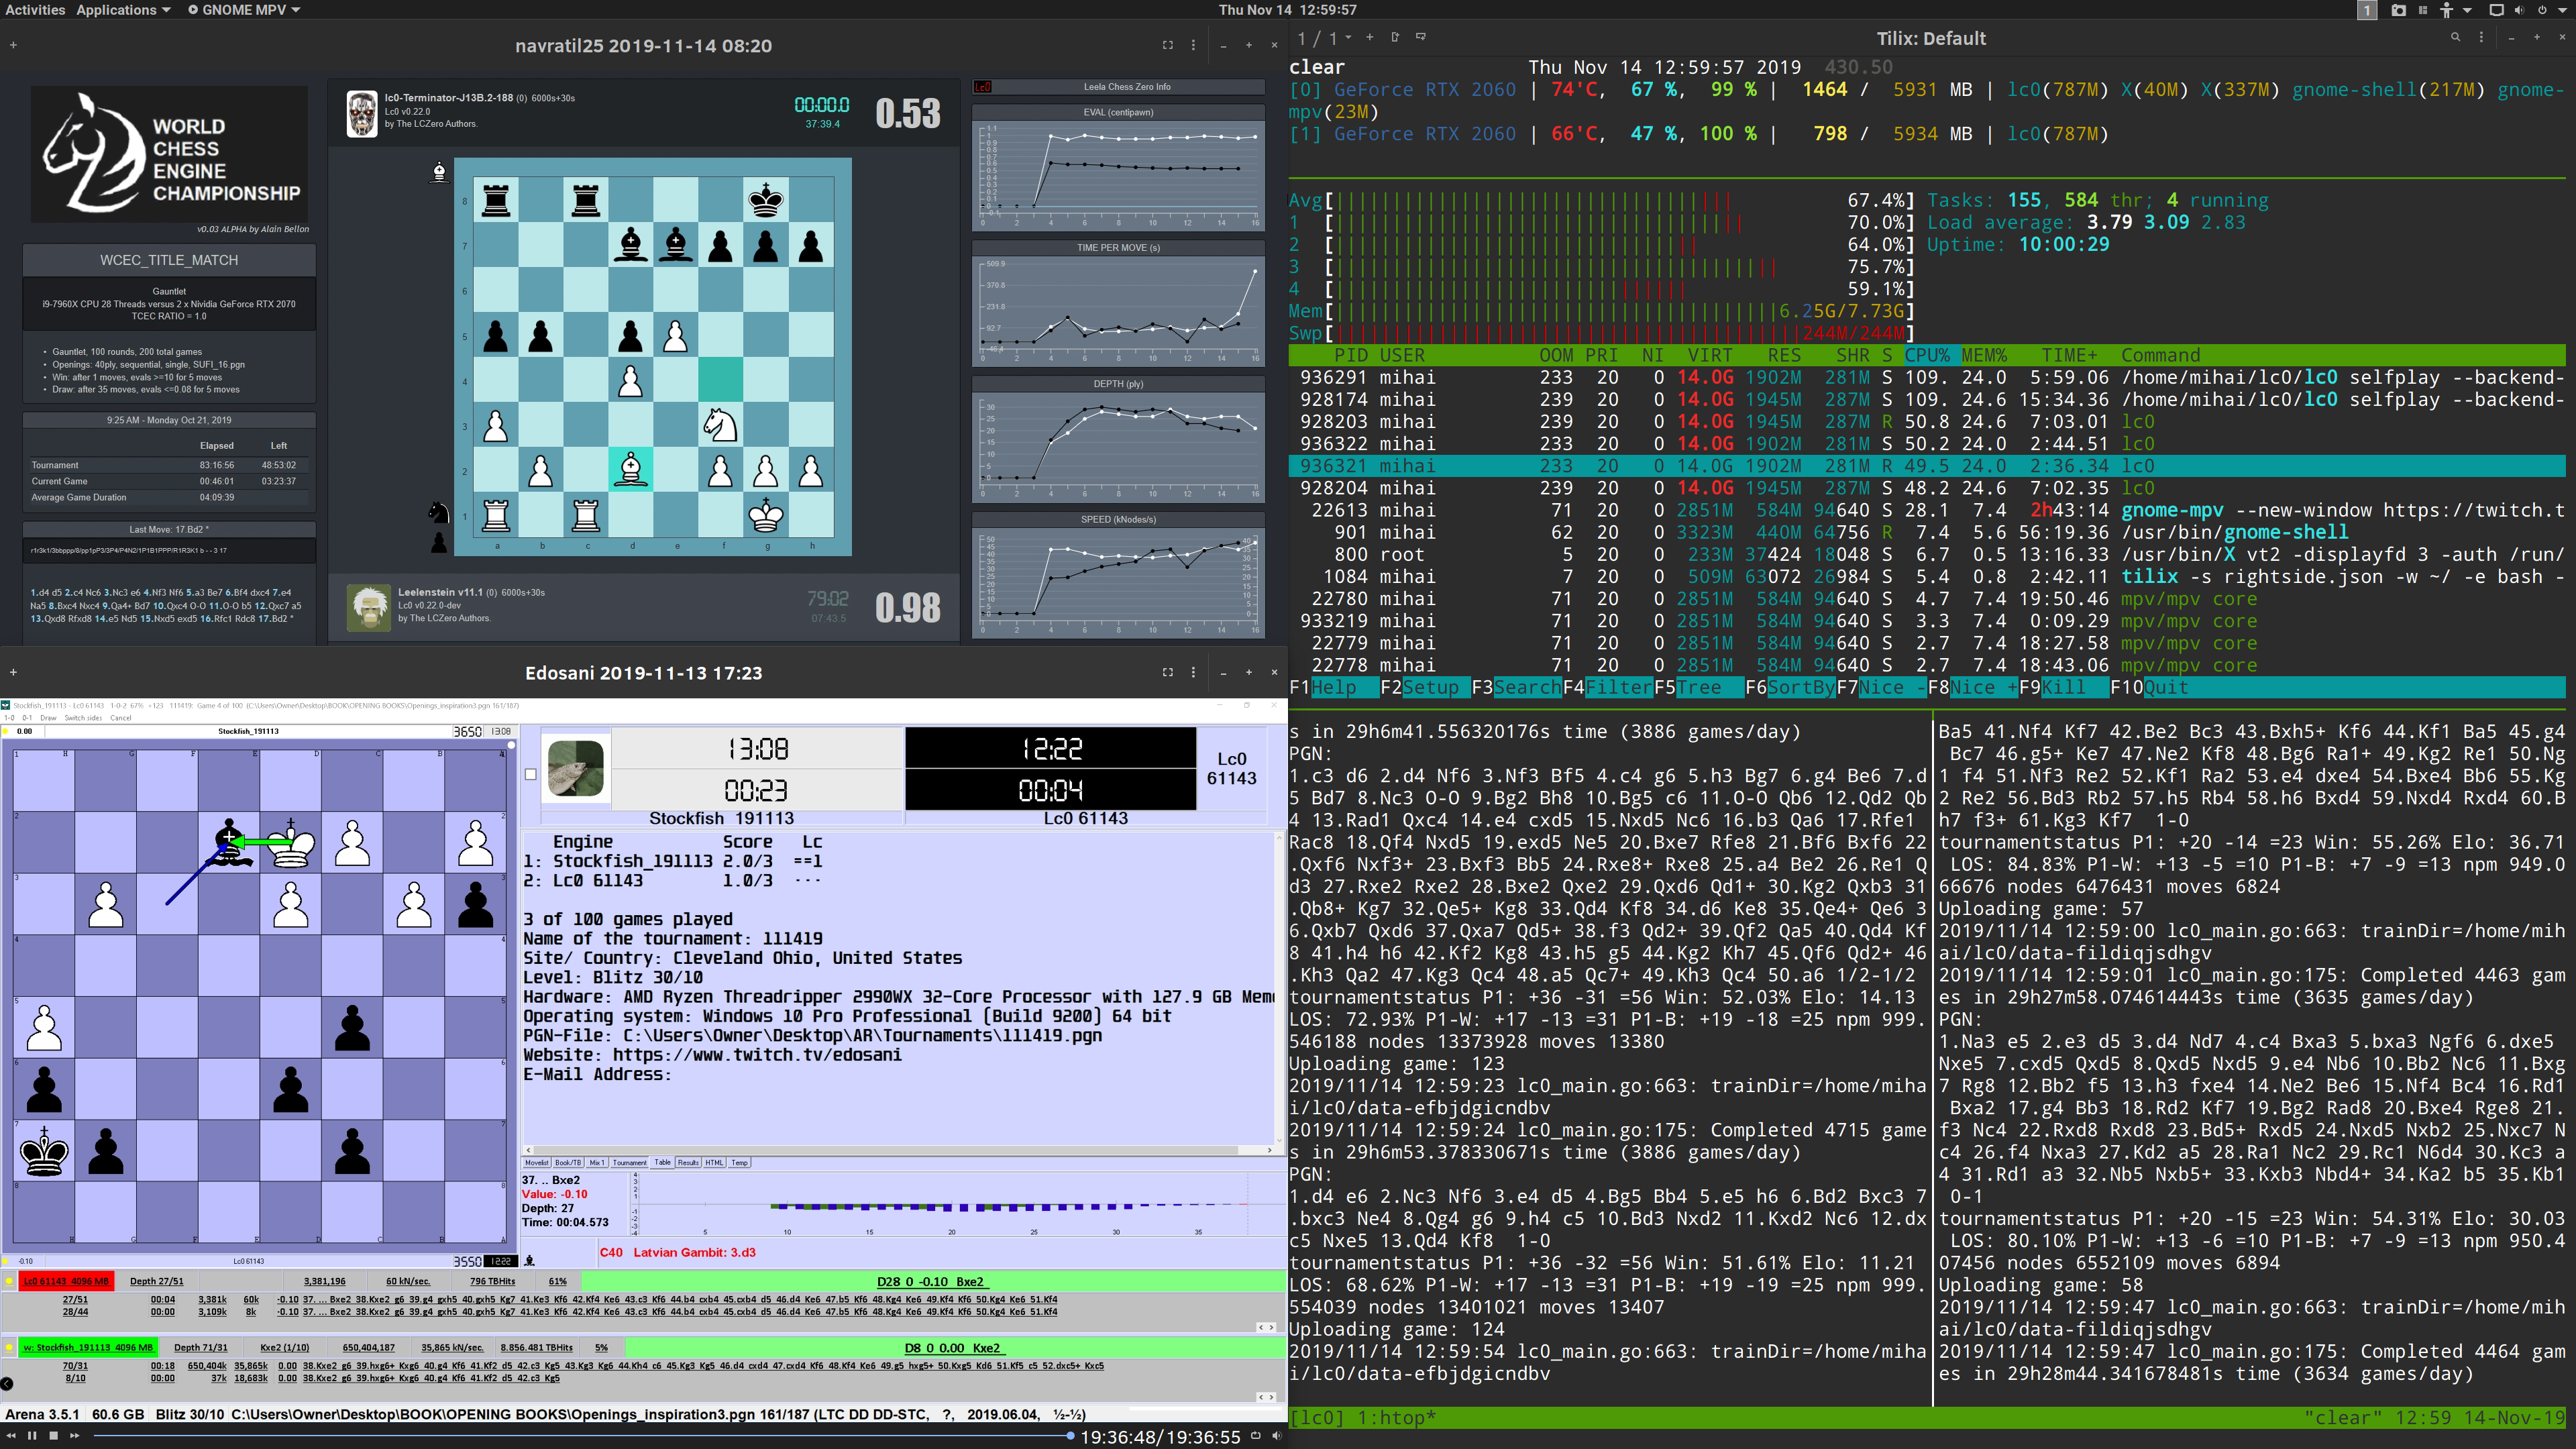 Activities Applications GNOME MPV
Thu Nov 14 12:59:57
1
navratil25 2019-11-14 08:20
WORLD
CHESS
ENGINE
CHAMPIONSHIP
v0.03 ALPHA by Alain Bellon
WCEC_TITLE_MATCH
Gauntlet
i9-7960X CPU 28 Threads versus 2 x Nividia GeForce RTX 2070
TCEC RATIO = 1.0
• Gauntlet, 100 rounds, 200 total games
• Openings: 40ply, sequential, single, SUFI_16.pgn
• Win: after 1 moves, evals >=10 for 5 moves
• Draw: after 35 moves, evals <=0.08 for 5 moves
9:25 AM - Monday Oct 21, 2019
Elapsed Left
Tournament 83:16:56 48:53:02
Current Game 00:46:01 03:23:37
Average Game Duration 04:09:39
Last Move: 17.Bd2 *
r1r3k1/3bbppp/8/pp1pP3/3P4/P4N2/1P1B1PPP/R1R3K1 b - - 3 17
1.d4 d5 2.c4 Nc6 3.Nc3 e6 4.Nf3 Nf6 5.a3 Be7 6.Bf4 dxc4 7.e4
Na5 8.Bxc4 Nxc4 9.Qa4+ Bd7 10.Qxc4 O-O 11.O-O b5 12.Qxc7 a5
13.Qxd8 Rfxd8 14.e5 Nd5 15.Nxd5 exd5 16.Rfc1 Rdc8 17.Bd2 *
lc0-Terminator-J13B.2-188 (0) 6000s+30s
Lc0 v0.22.0
by The LCZero Authors.
00:00.0
37:39.4
0.53
8
7
6
5
4
3
2
1
a b c d e f g h
Leelenstein v11.1 (0) 6000s+30s
Lc0 v0.22.0-dev
by The LCZero Authors.
79:02
07:43.5
0.98
Lc0 Leela Chess Zero Info
EVAL (centipawn)
TIME PER MOVE (s)
509.9
370.8
231.8
92.7
DEPTH (ply)
SPEED (kNodes/s)
Edosani 2019-11-13 17:23
Stockfish_191113 - Lc0 61143 1-0-2 67% +123 111419: Game 4 of 100 (C:\Users\Owner\Desktop\BOOK\OPENING BOOKS\Openings_inspiration3.pgn 161/187)
1-0 0-1 Draw Switch sides Cancel
0.00 Stockfish_191113 3650 13:08
-0.10 Lc0 61143 3550 12:22
13:08
00:23
12:22
00:04
Lc0
61143
Stockfish 191113 Lc0 61143
Engine Score Lc
1: Stockfish_191113 2.0/3 ==1
2: Lc0 61143 1.0/3 ---
3 of 100 games played
Name of the tournament: 111419
Site/ Country: Cleveland Ohio, United States
Level: Blitz 30/10
Hardware: AMD Ryzen Threadripper 2990WX 32-Core Processor with 127.9 GB Mem
Operating system: Windows 10 Pro Professional (Build 9200) 64 bit
PGN-File: C:\Users\Owner\Desktop\AR\Tournaments\111419.pgn
Website: https://www.twitch.tv/edosani
E-Mail Address:
Movelist Book/TB Mix 1 Tournament Table Results HTML Temp
37. .. Bxe2
Value: -0.10
Depth: 27
Time: 00:04.573
5 10 15 20 25 30 35
C40 Latvian Gambit: 3.d3
Lc0 61143 4096 MB Depth 27/51 3,381,196 60 kN/sec. 796 TBHits 61% D28 0 -0.10 Bxe2
27/51 00:04 3,381k 60k -0.10 37. ... Bxe2 38.Kxe2 g6 39.g4 gxh5 40.gxh5 Kg7 41.Ke3 Kf6 42.Kf4 Ke6 43.c3 Kf6 44.b4 cxb4 45.cxb4 d5 46.d4 Ke6 47.b5 Kf6 48.Kg4 Ke6 49.Kf4 Kf6 50.Kg4 Ke6 51.Kf4
28/44 00:00 3,109k 8k -0.10 37. ... Bxe2 38.Kxe2 g6 39.g4 gxh5 40.gxh5 Kg7 41.Ke3 Kf6 42.Kf4 Ke6 43.c3 Kf6 44.b4 cxb4 45.cxb4 d5 46.d4 Ke6 47.b5 Kf6 48.Kg4 Ke6 49.Kf4 Kf6 50.Kg4 Ke6 51.Kf4
w: Stockfish_191113 4096 MB Depth 71/31 Kxe2 (1/10) 650,404,187 35,865 kN/sec. 8.856.481 TBHits 5% D8 0 0.00 Kxe2
70/31 00:18 650,404k 35,865k 0.00 38.Kxe2 g6 39.hxg6+ Kxg6 40.g4 Kf6 41.Kf2 d5 42.c3 Kg5 43.Kg3 Kg6 44.Kh4 c6 45.Kg3 Kg5 46.d4 cxd4 47.cxd4 Kf6 48.Kf4 Ke6 49.g5 hxg5+ 50.Kxg5 Kd6 51.Kf5 c5 52.dxc5+ Kxc5
8/10 00:00 37k 18,683k 0.00 38.Kxe2 g6 39.hxg6+ Kxg6 40.g4 Kf6 41.Kf2 d5 42.c3 Kg5
Arena 3.5.1 60.6 GB Blitz 30/10 C:\Users\Owner\Desktop\BOOK\OPENING BOOKS\Openings_inspiration3.pgn 161/187 (LTC DD DD-STC, ?, 2019.06.04, ½-½)
19:36:48/19:36:55
1 / 1 Tilix: Default
clear Thu Nov 14 12:59:57 2019 430.50
[0] GeForce RTX 2060 | 74'C, 67 %, 99 % | 1464 / 5931 MB | lc0(787M) X(40M) X(337M) gnome-shell(217M) gnome-
mpv(23M)
[1] GeForce RTX 2060 | 66'C, 47 %, 100 % | 798 / 5934 MB | lc0(787M)
Avg[ 67.4%] Tasks: 155, 584 thr; 4 running
1 [ 70.0%] Load average: 3.79 3.09 2.83
2 [ 64.0%] Uptime: 10:00:29
3 [ 75.7%]
4 [ 59.1%]
Mem[ 6.25G/7.73G]
Swp[ 244M/244M]
PID USER OOM PRI NI VIRT RES SHR S CPU% MEM% TIME+ Command
936291 mihai 233 20 0 14.0G 1902M 281M S 109. 24.0 5:59.06 /home/mihai/lc0/lc0 selfplay --backend-
928174 mihai 239 20 0 14.0G 1945M 287M S 109. 24.6 15:34.36 /home/mihai/lc0/lc0 selfplay --backend-
928203 mihai 239 20 0 14.0G 1945M 287M R 50.8 24.6 7:03.01 lc0
936322 mihai 233 20 0 14.0G 1902M 281M S 50.2 24.0 2:44.51 lc0
936321 mihai 233 20 0 14.0G 1902M 281M R 49.5 24.0 2:36.34 lc0
928204 mihai 239 20 0 14.0G 1945M 287M S 48.2 24.6 7:02.35 lc0
22613 mihai 71 20 0 2851M 584M 94640 S 28.1 7.4 2h43:14 gnome-mpv --new-window https://twitch.t
901 mihai 62 20 0 3323M 440M 64756 R 7.4 5.6 56:19.36 /usr/bin/gnome-shell
800 root 5 20 0 233M 37424 18048 S 6.7 0.5 13:16.33 /usr/bin/X vt2 -displayfd 3 -auth /run/
1084 mihai 7 20 0 509M 63072 26984 S 5.4 0.8 2:42.11 tilix -s rightside.json -w ~/ -e bash -
22780 mihai 71 20 0 2851M 584M 94640 S 4.7 7.4 19:50.46 mpv/mpv core
933219 mihai 71 20 0 2851M 584M 94640 S 3.3 7.4 0:09.29 mpv/mpv core
22779 mihai 71 20 0 2851M 584M 94640 S 2.7 7.4 18:27.58 mpv/mpv core
22778 mihai 71 20 0 2851M 584M 94640 S 2.7 7.4 18:43.06 mpv/mpv core
F1Help F2Setup F3Search F4Filter F5Tree F6SortBy F7Nice - F8Nice + F9Kill F10Quit
s in 29h6m41.556320176s time (3886 games/day)
PGN:
1.c3 d6 2.d4 Nf6 3.Nf3 Bf5 4.c4 g6 5.h3 Bg7 6.g4 Be6 7.d
5 Bd7 8.Nc3 O-O 9.Bg2 Bh8 10.Bg5 c6 11.O-O Qb6 12.Qd2 Qb
4 13.Rad1 Qxc4 14.e4 cxd5 15.Nxd5 Nc6 16.b3 Qa6 17.Rfe1
Rac8 18.Qf4 Nxd5 19.exd5 Ne5 20.Bxe7 Rfe8 21.Bf6 Bxf6 22
.Qxf6 Nxf3+ 23.Bxf3 Bb5 24.Rxe8+ Rxe8 25.a4 Be2 26.Re1 Q
d3 27.Rxe2 Rxe2 28.Bxe2 Qxe2 29.Qxd6 Qd1+ 30.Kg2 Qxb3 31
.Qb8+ Kg7 32.Qe5+ Kg8 33.Qd4 Kf8 34.d6 Ke8 35.Qe4+ Qe6 3
6.Qxb7 Qxd6 37.Qxa7 Qd5+ 38.f3 Qd2+ 39.Qf2 Qa5 40.Qd4 Kf
8 41.h4 h6 42.Kf2 Kg8 43.h5 g5 44.Kg2 Kh7 45.Qf6 Qd2+ 46
.Kh3 Qa2 47.Kg3 Qc4 48.a5 Qc7+ 49.Kh3 Qc4 50.a6 1/2-1/2
tournamentstatus P1: +36 -31 =56 Win: 52.03% Elo: 14.13
LOS: 72.93% P1-W: +17 -13 =31 P1-B: +19 -18 =25 npm 999.
546188 nodes 13373928 moves 13380
Uploading game: 123
2019/11/14 12:59:23 lc0_main.go:663: trainDir=/home/miha
i/lc0/data-efbjdgicndbv
2019/11/14 12:59:24 lc0_main.go:175: Completed 4715 game
s in 29h6m53.378330671s time (3886 games/day)
PGN:
1.d4 e6 2.Nc3 Nf6 3.e4 d5 4.Bg5 Bb4 5.e5 h6 6.Bd2 Bxc3 7
.bxc3 Ne4 8.Qg4 g6 9.h4 c5 10.Bd3 Nxd2 11.Kxd2 Nc6 12.dx
c5 Nxe5 13.Qd4 Kf8 1-0
tournamentstatus P1: +36 -32 =56 Win: 51.61% Elo: 11.21
LOS: 68.62% P1-W: +17 -13 =31 P1-B: +19 -19 =25 npm 999.
554039 nodes 13401021 moves 13407
Uploading game: 124
2019/11/14 12:59:54 lc0_main.go:663: trainDir=/home/miha
i/lc0/data-efbjdgicndbv
Ba5 41.Nf4 Kf7 42.Be2 Bc3 43.Bxh5+ Kf6 44.Kf1 Ba5 45.g4
Bc7 46.g5+ Ke7 47.Ne2 Kf8 48.Bg6 Ra1+ 49.Kg2 Re1 50.Ng
1 f4 51.Nf3 Re2 52.Kf1 Ra2 53.e4 dxe4 54.Bxe4 Bb6 55.Kg
2 Re2 56.Bd3 Rb2 57.h5 Rb4 58.h6 Bxd4 59.Nxd4 Rxd4 60.B
h7 f3+ 61.Kg3 Kf7 1-0
tournamentstatus P1: +20 -14 =23 Win: 55.26% Elo: 36.71
LOS: 84.83% P1-W: +13 -5 =10 P1-B: +7 -9 =13 npm 949.0
66676 nodes 6476431 moves 6824
Uploading game: 57
2019/11/14 12:59:00 lc0_main.go:663: trainDir=/home/mih
ai/lc0/data-fildiqjsdhgv
2019/11/14 12:59:01 lc0_main.go:175: Completed 4463 gam
es in 29h27m58.074614443s time (3635 games/day)
PGN:
1.Na3 e5 2.e3 d5 3.d4 Nd7 4.c4 Bxa3 5.bxa3 Ngf6 6.dxe5
Nxe5 7.cxd5 Qxd5 8.Qxd5 Nxd5 9.e4 Nb6 10.Bb2 Nc6 11.Bxg
7 Rg8 12.Bb2 f5 13.h3 fxe4 14.Ne2 Be6 15.Nf4 Bc4 16.Rd1
Bxa2 17.g4 Bb3 18.Rd2 Kf7 19.Bg2 Rad8 20.Bxe4 Rge8 21.
f3 Nc4 22.Rxd8 Rxd8 23.Bd5+ Rxd5 24.Nxd5 Nxb2 25.Nxc7 N
c4 26.f4 Nxa3 27.Kd2 a5 28.Ra1 Nc2 29.Rc1 N6d4 30.Kc3 a
4 31.Rd1 a3 32.Nb5 Nxb5+ 33.Kxb3 Nbd4+ 34.Ka2 b5 35.Kb1
0-1
tournamentstatus P1: +20 -15 =23 Win: 54.31% Elo: 30.03
LOS: 80.10% P1-W: +13 -6 =10 P1-B: +7 -9 =13 npm 950.4
07456 nodes 6552109 moves 6894
Uploading game: 58
2019/11/14 12:59:47 lc0_main.go:663: trainDir=/home/mih
ai/lc0/data-fildiqjsdhgv
2019/11/14 12:59:47 lc0_main.go:175: Completed 4464 gam
es in 29h28m44.341678481s time (3634 games/day)
[lc0] 1:htop* "clear" 12:59 14-Nov-19